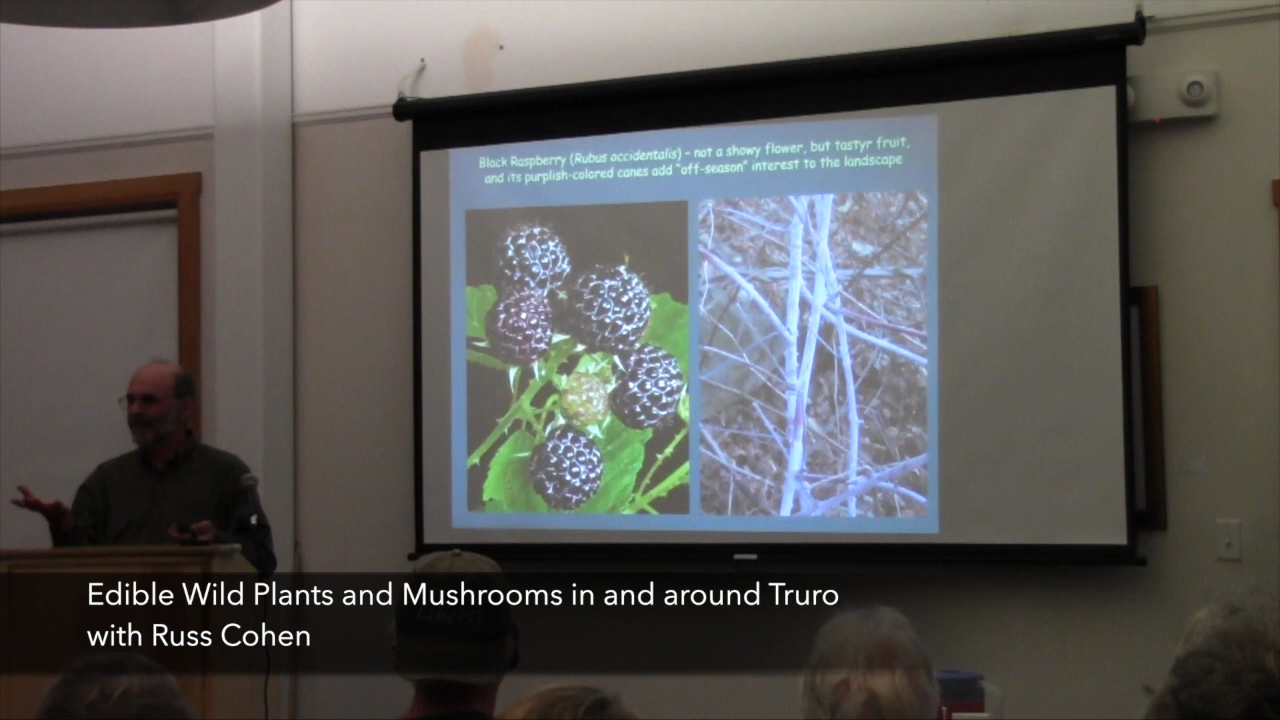 Black Raspberry (Rubus occidentalis) – not a showy flower, but tastyr fruit,
and its purplish-colored canes add "off-season" interest to the landscape
Edible Wild Plants and Mushrooms in and around Truro
with Russ Cohen